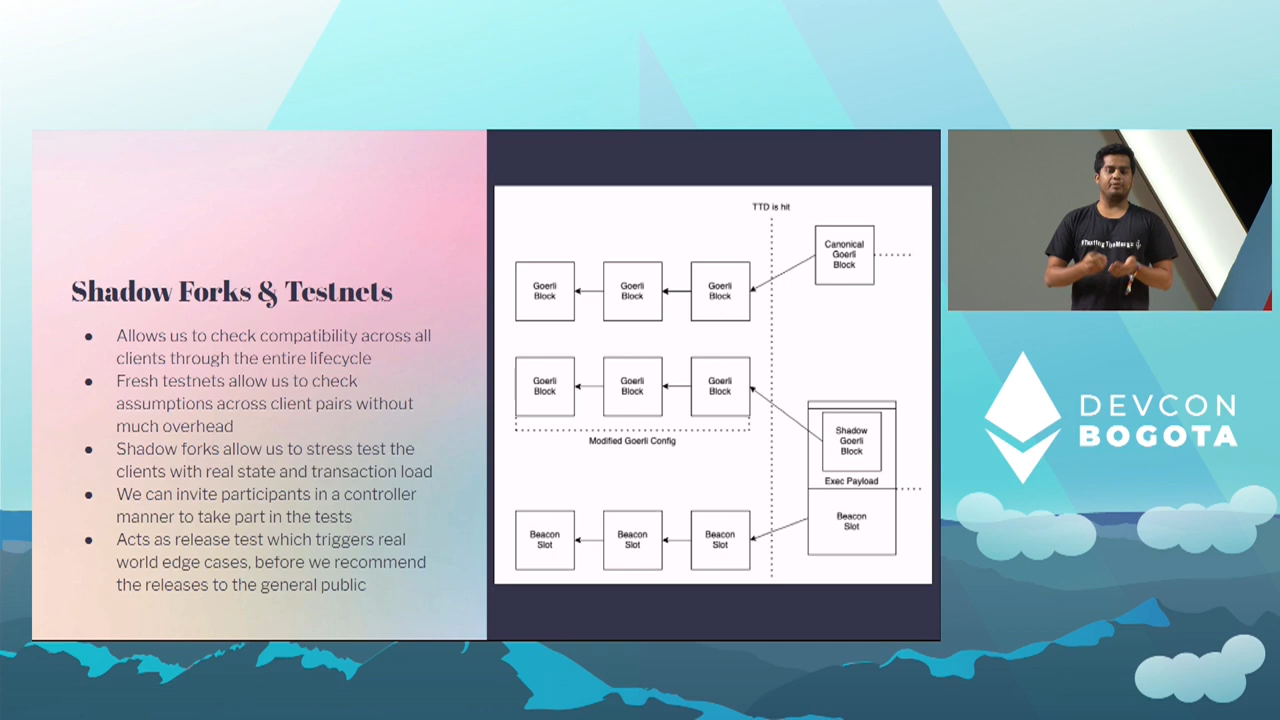 Shadow Forks & Testnets
● Allows us to check compatibility across all
clients through the entire lifecycle
● Fresh testnets allow us to check
assumptions across client pairs without
much overhead
● Shadow forks allow us to stress test the
clients with real state and transaction load
● We can invite participants in a controller
manner to take part in the tests
● Acts as release test which triggers real
world edge cases, before we recommend
the releases to the general public
TTD is hit
Canonical
Goerli
Block
Goerli
Block
Goerli
Block
Goerli
Block
Goerli
Block
Goerli
Block
Goerli
Block
Modified Goerli Config
Shadow
Goerli
Block
Exec Payload
Beacon
Slot
Beacon
Slot
Beacon
Slot
Beacon
Slot
#TestingTheMerge
DEVCON
BOGOTA